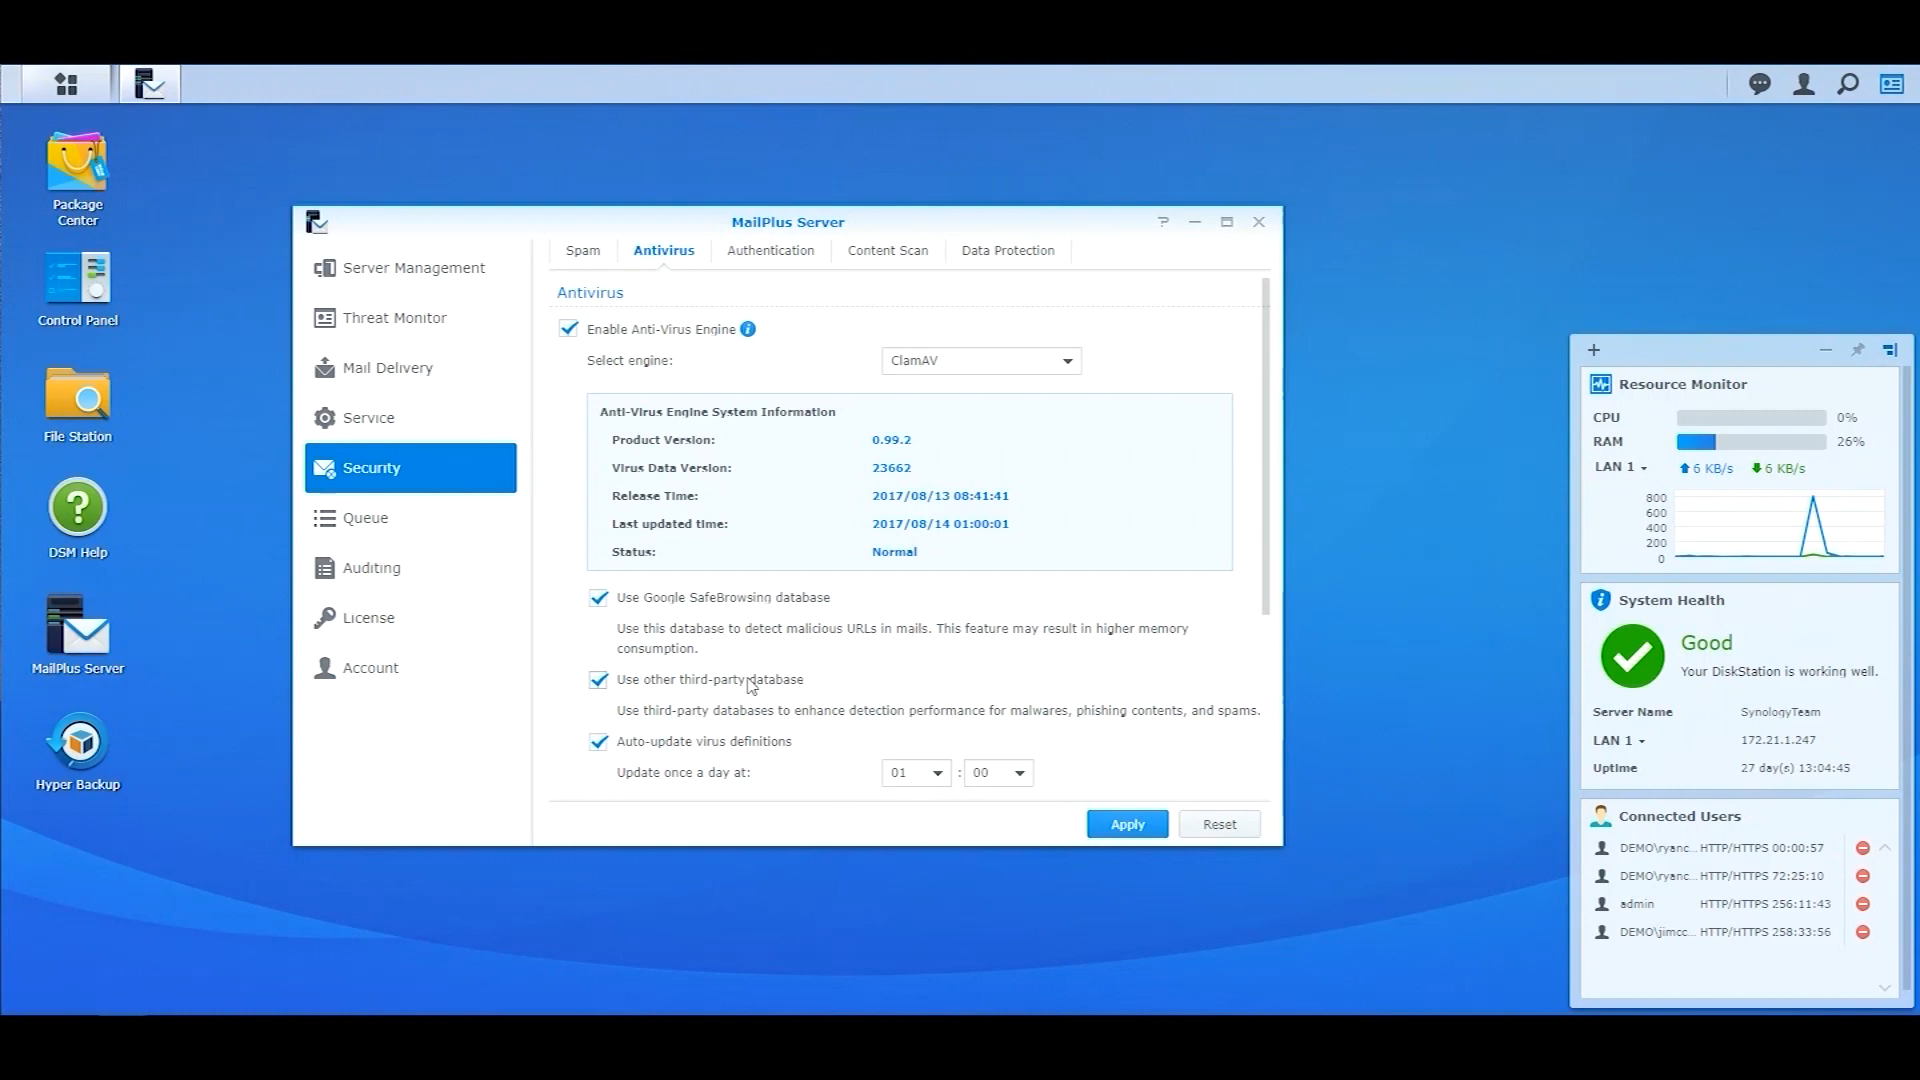 Package
Center
Control Panel
File Station
DSM Help
MailPlus Server
Hyper Backup
MailPlus Server
Server Management
Threat Monitor
Mail Delivery
Service
Security
Queue
Auditing
License
Account
Spam
Antivirus
Authentication
Content Scan
Data Protection
Antivirus
Enable Anti-Virus Engine
Select engine: ClamAV
Anti-Virus Engine System Information
Product Version: 0.99.2
Virus Data Version: 23662
Release Time: 2017/08/13 08:41:41
Last updated time: 2017/08/14 01:00:01
Status: Normal
Use Google SafeBrowsing database
Use this database to detect malicious URLs in mails. This feature may result in higher memory
consumption.
Use other third-party database
Use third-party databases to enhance detection performance for malwares, phishing contents, and spams.
Auto-update virus definitions
Update once a day at: 01 : 00
Apply
Reset
Resource Monitor
CPU 0%
RAM 26%
LAN 1 6 KB/s 6 KB/s
800
600
400
200
0
System Health
Good
Your DiskStation is working well.
Server Name SynologyTeam
LAN 1 172.21.1.247
Uptime 27 day(s) 13:04:45
Connected Users
DEMO\ryanc... HTTP/HTTPS 00:00:57
DEMO\ryanc... HTTP/HTTPS 72:25:10
admin HTTP/HTTPS 256:11:43
DEMO\jimcc... HTTP/HTTPS 258:33:56